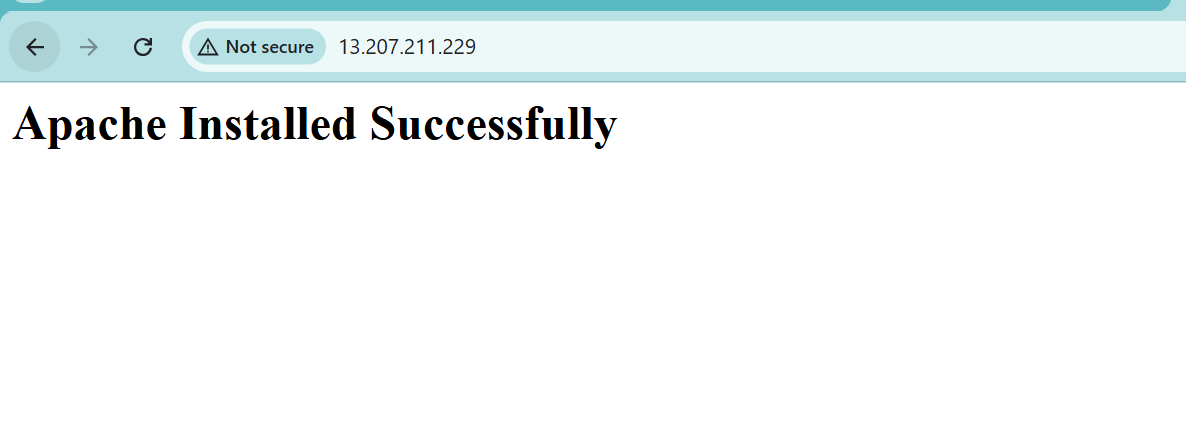 Not secure 13.207.211.229
Apache Installed Successfully